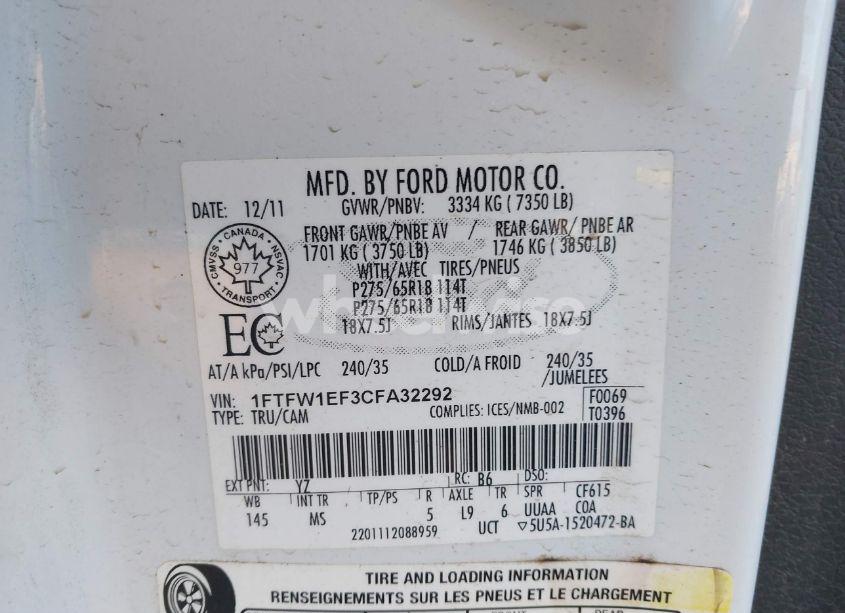 MFD. BY FORD MOTOR CO.
DATE: 12/11 GVWR/PNBV: 3334 KG ( 7350 LB)
FRONT GAWR/PNBE AV / REAR GAWR/ PNBE AR
1701 KG ( 3750 LB) 1746 KG ( 3850 LB)
WITH/AVEC TIRES/PNEUS
P275/65R18 114T
P275/65R18 114T
18X7.5J RIMS/JANTES 18X7.5J
CMVSS · CANADA · NSVAC
977
TRANSPORT
EC
AT/A kPa/PSI/LPC 240/35 COLD/A FROID 240/35
/JUMELEES
VIN: 1FTFW1EF3CFA32292 F0069
TYPE: TRU/CAM COMPLIES: ICES/NMB-002 T0396
EXT PNT: YZ RC: B6 DSO:
WB INT TR TP/PS R AXLE TR SPR CF615
145 MS 5 L9 6 UUAA COA
2201112088959 UCT ▽5U5A-1520472-BA
TIRE AND LOADING INFORMATION
RENSEIGNEMENTS SUR LES PNEUS ET LE CHARGEMENT